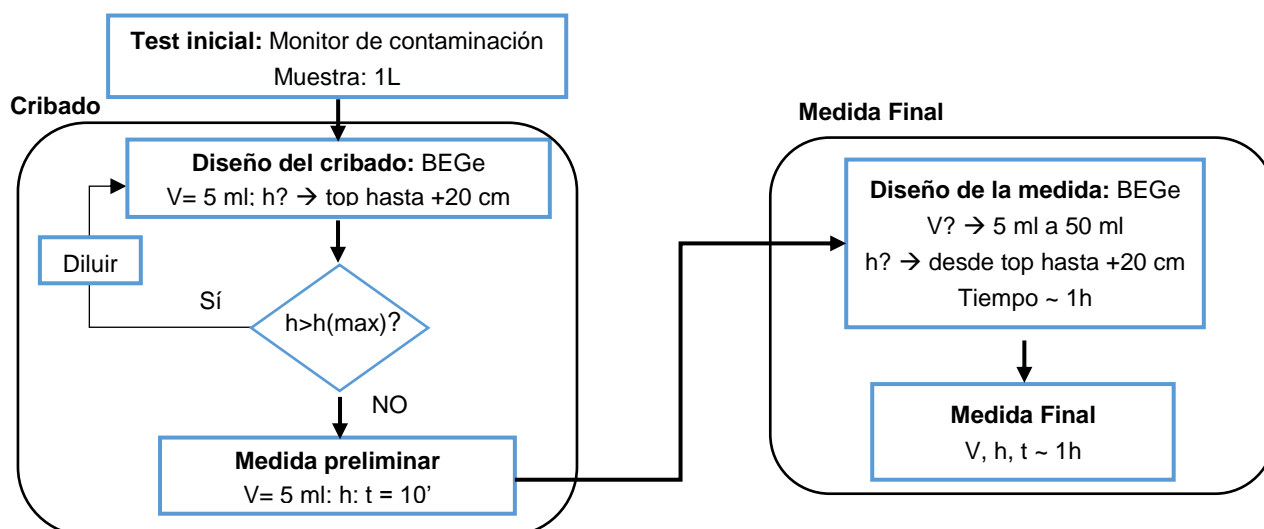 Test inicial: Monitor de contaminación
Muestra: 1L
Cribado
Diseño del cribado: BEGe
V= 5 ml; h? → top hasta +20 cm
Diluir
Sí
h>h(max)?
NO
Medida preliminar
V= 5 ml; h; t = 10’
Medida Final
Diseño de la medida: BEGe
V? → 5 ml a 50 ml
h? → desde top hasta +20 cm
Tiempo ~ 1h
Medida Final
V, h, t ~ 1h